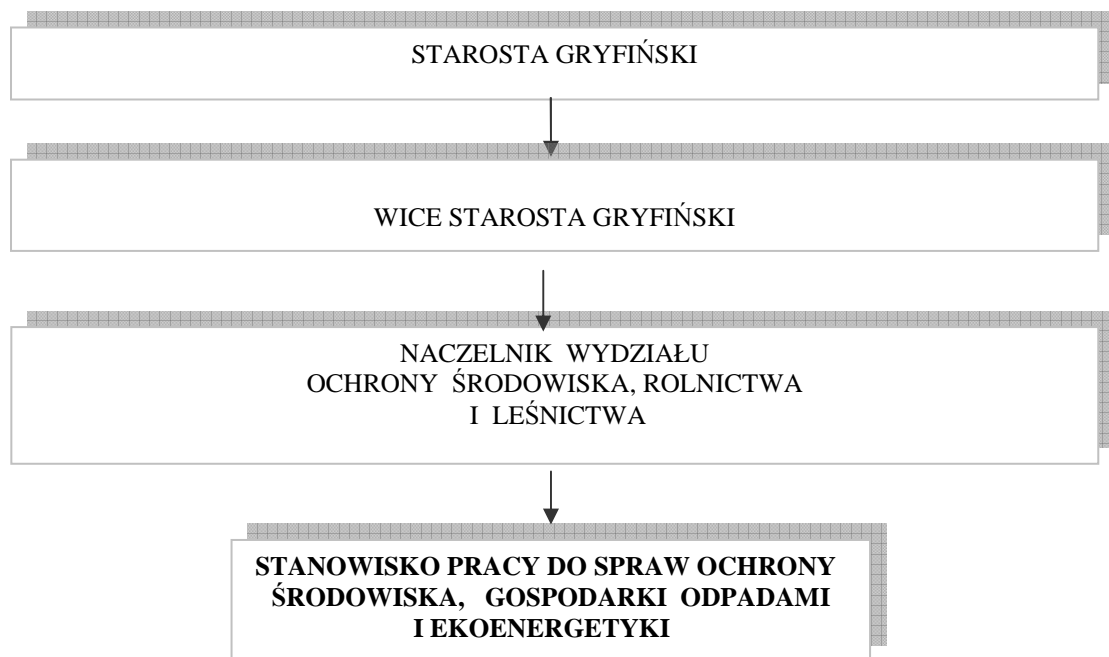 STAROSTA GRYFIŃSKI
WICE STAROSTA GRYFIŃSKI
NACZELNIK WYDZIAŁU
OCHRONY ŚRODOWISKA, ROLNICTWA
I LEŚNICTWA
STANOWISKO PRACY DO SPRAW OCHRONY
ŚRODOWISKA, GOSPODARKI ODPADAMI
I EKOENERGETYKI